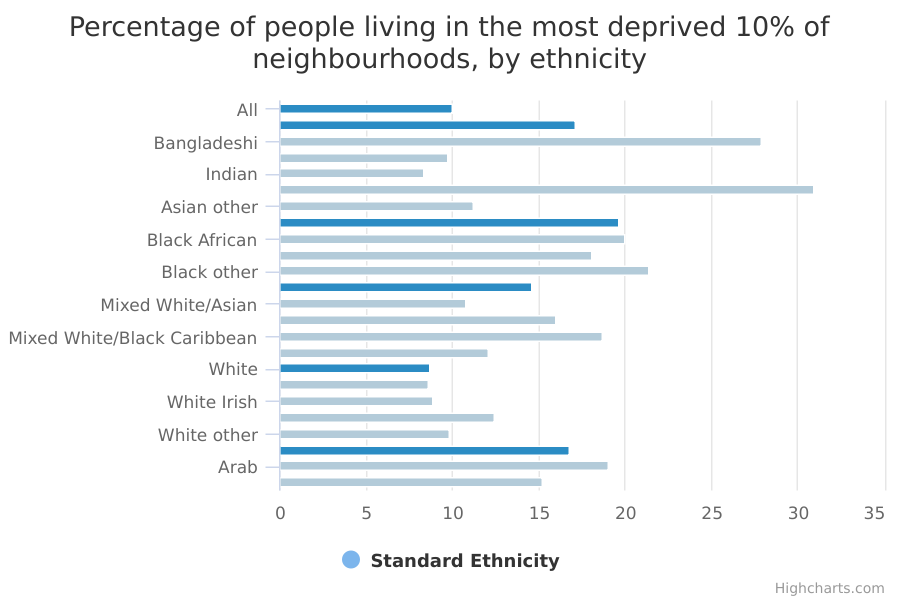 Percentage of people living in the most deprived 10% of
neighbourhoods, by ethnicity
All
Bangladeshi
Indian
Asian other
Black African
Black other
Mixed White/Asian
Mixed White/Black Caribbean
White
White Irish
White other
Arab
0 5 10 15 20 25 30 35
Standard Ethnicity
Highcharts.com